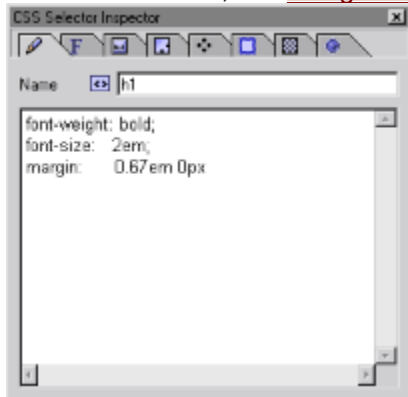 CSS Selector Inspector
F
Name h1
font-weight: bold;
font-size: 2em;
margin: 0.67em 0px